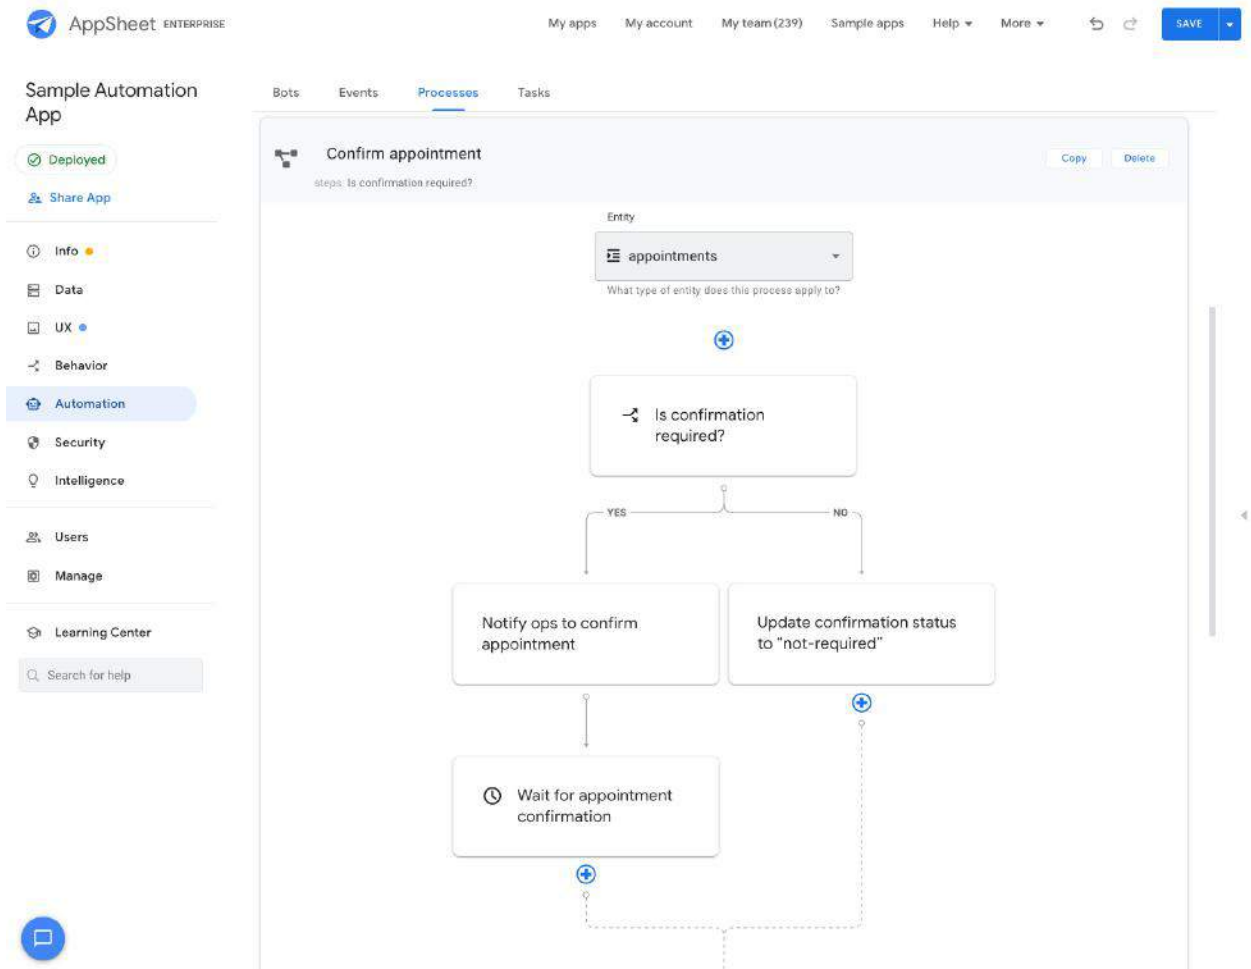 AppSheet ENTERPRISE
My apps
My account
My team (239)
Sample apps
Help
More
SAVE
Sample Automation
App
Deployed
Share App
Info
Data
UX
Behavior
Automation
Security
Intelligence
Users
Manage
Learning Center
Search for help
Bots
Events
Processes
Tasks
Confirm appointment
steps: Is confirmation required?
Copy
Delete
Entity
appointments
What type of entity does this process apply to?
Is confirmation
required?
YES
NO
Notify ops to confirm
appointment
Update confirmation status
to "not-required"
Wait for appointment
confirmation